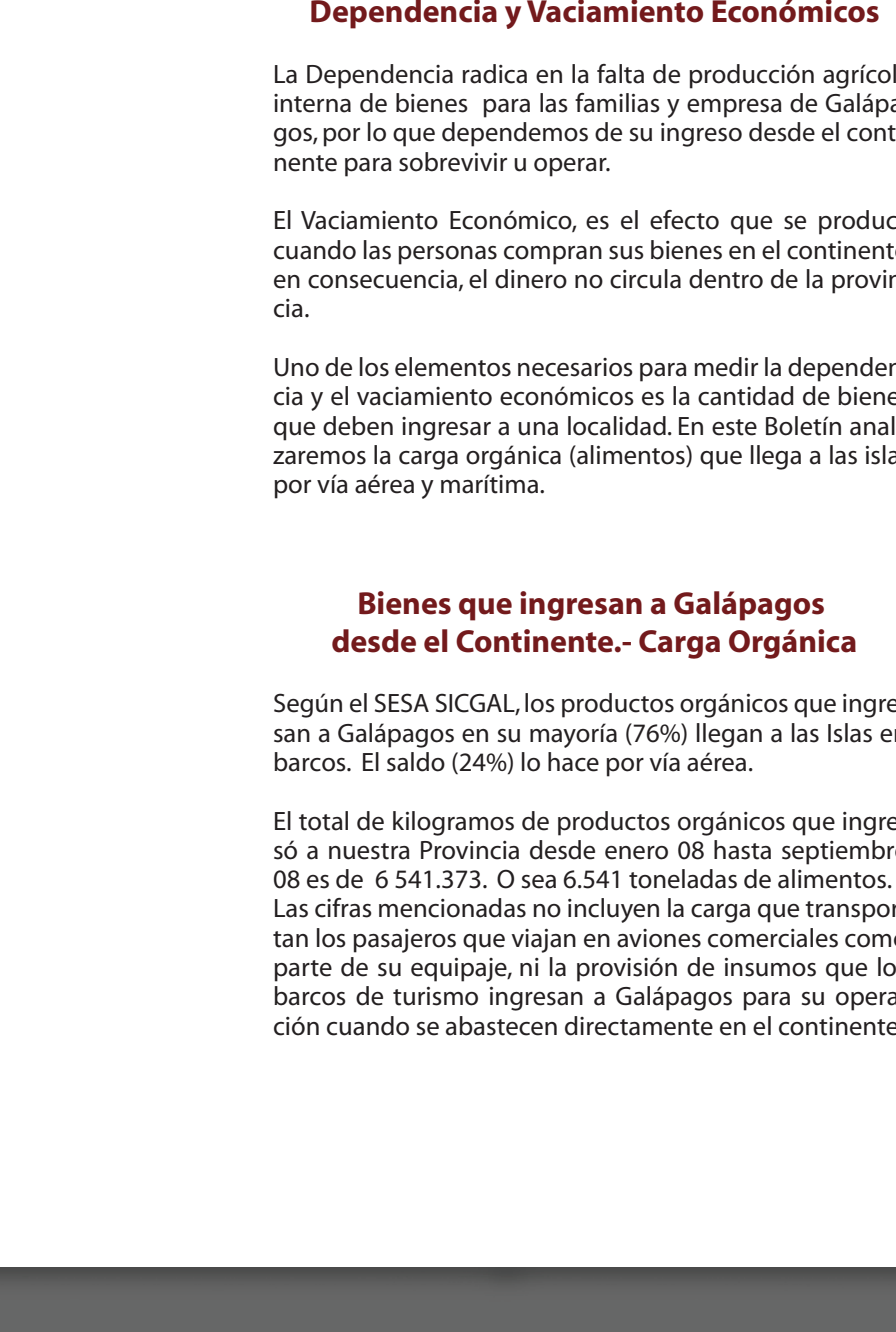 Dependencia y Vaciamiento Económicos
La Dependencia radica en la falta de producción agrícol
interna de bienes para las familias y empresa de Galápa
gos, por lo que dependemos de su ingreso desde el cont
nente para sobrevivir u operar.
El Vaciamiento Económico, es el efecto que se produc
cuando las personas compran sus bienes en el continente
en consecuencia, el dinero no circula dentro de la provin
cia.
Uno de los elementos necesarios para medir la dependen
cia y el vaciamiento económicos es la cantidad de biene
que deben ingresar a una localidad. En este Boletín anal
zaremos la carga orgánica (alimentos) que llega a las isla
por vía aérea y marítima.
Bienes que ingresan a Galápagos
desde el Continente.- Carga Orgánica
Según el SESA SICGAL, los productos orgánicos que ingre
san a Galápagos en su mayoría (76%) llegan a las Islas en
barcos. El saldo (24%) lo hace por vía aérea.
El total de kilogramos de productos orgánicos que ingre
só a nuestra Provincia desde enero 08 hasta septiembre
08 es de 6 541.373. O sea 6.541 toneladas de alimentos.
Las cifras mencionadas no incluyen la carga que transpor
tan los pasajeros que viajan en aviones comerciales como
parte de su equipaje, ni la provisión de insumos que lo
barcos de turismo ingresan a Galápagos para su opera
ción cuando se abastecen directamente en el continente